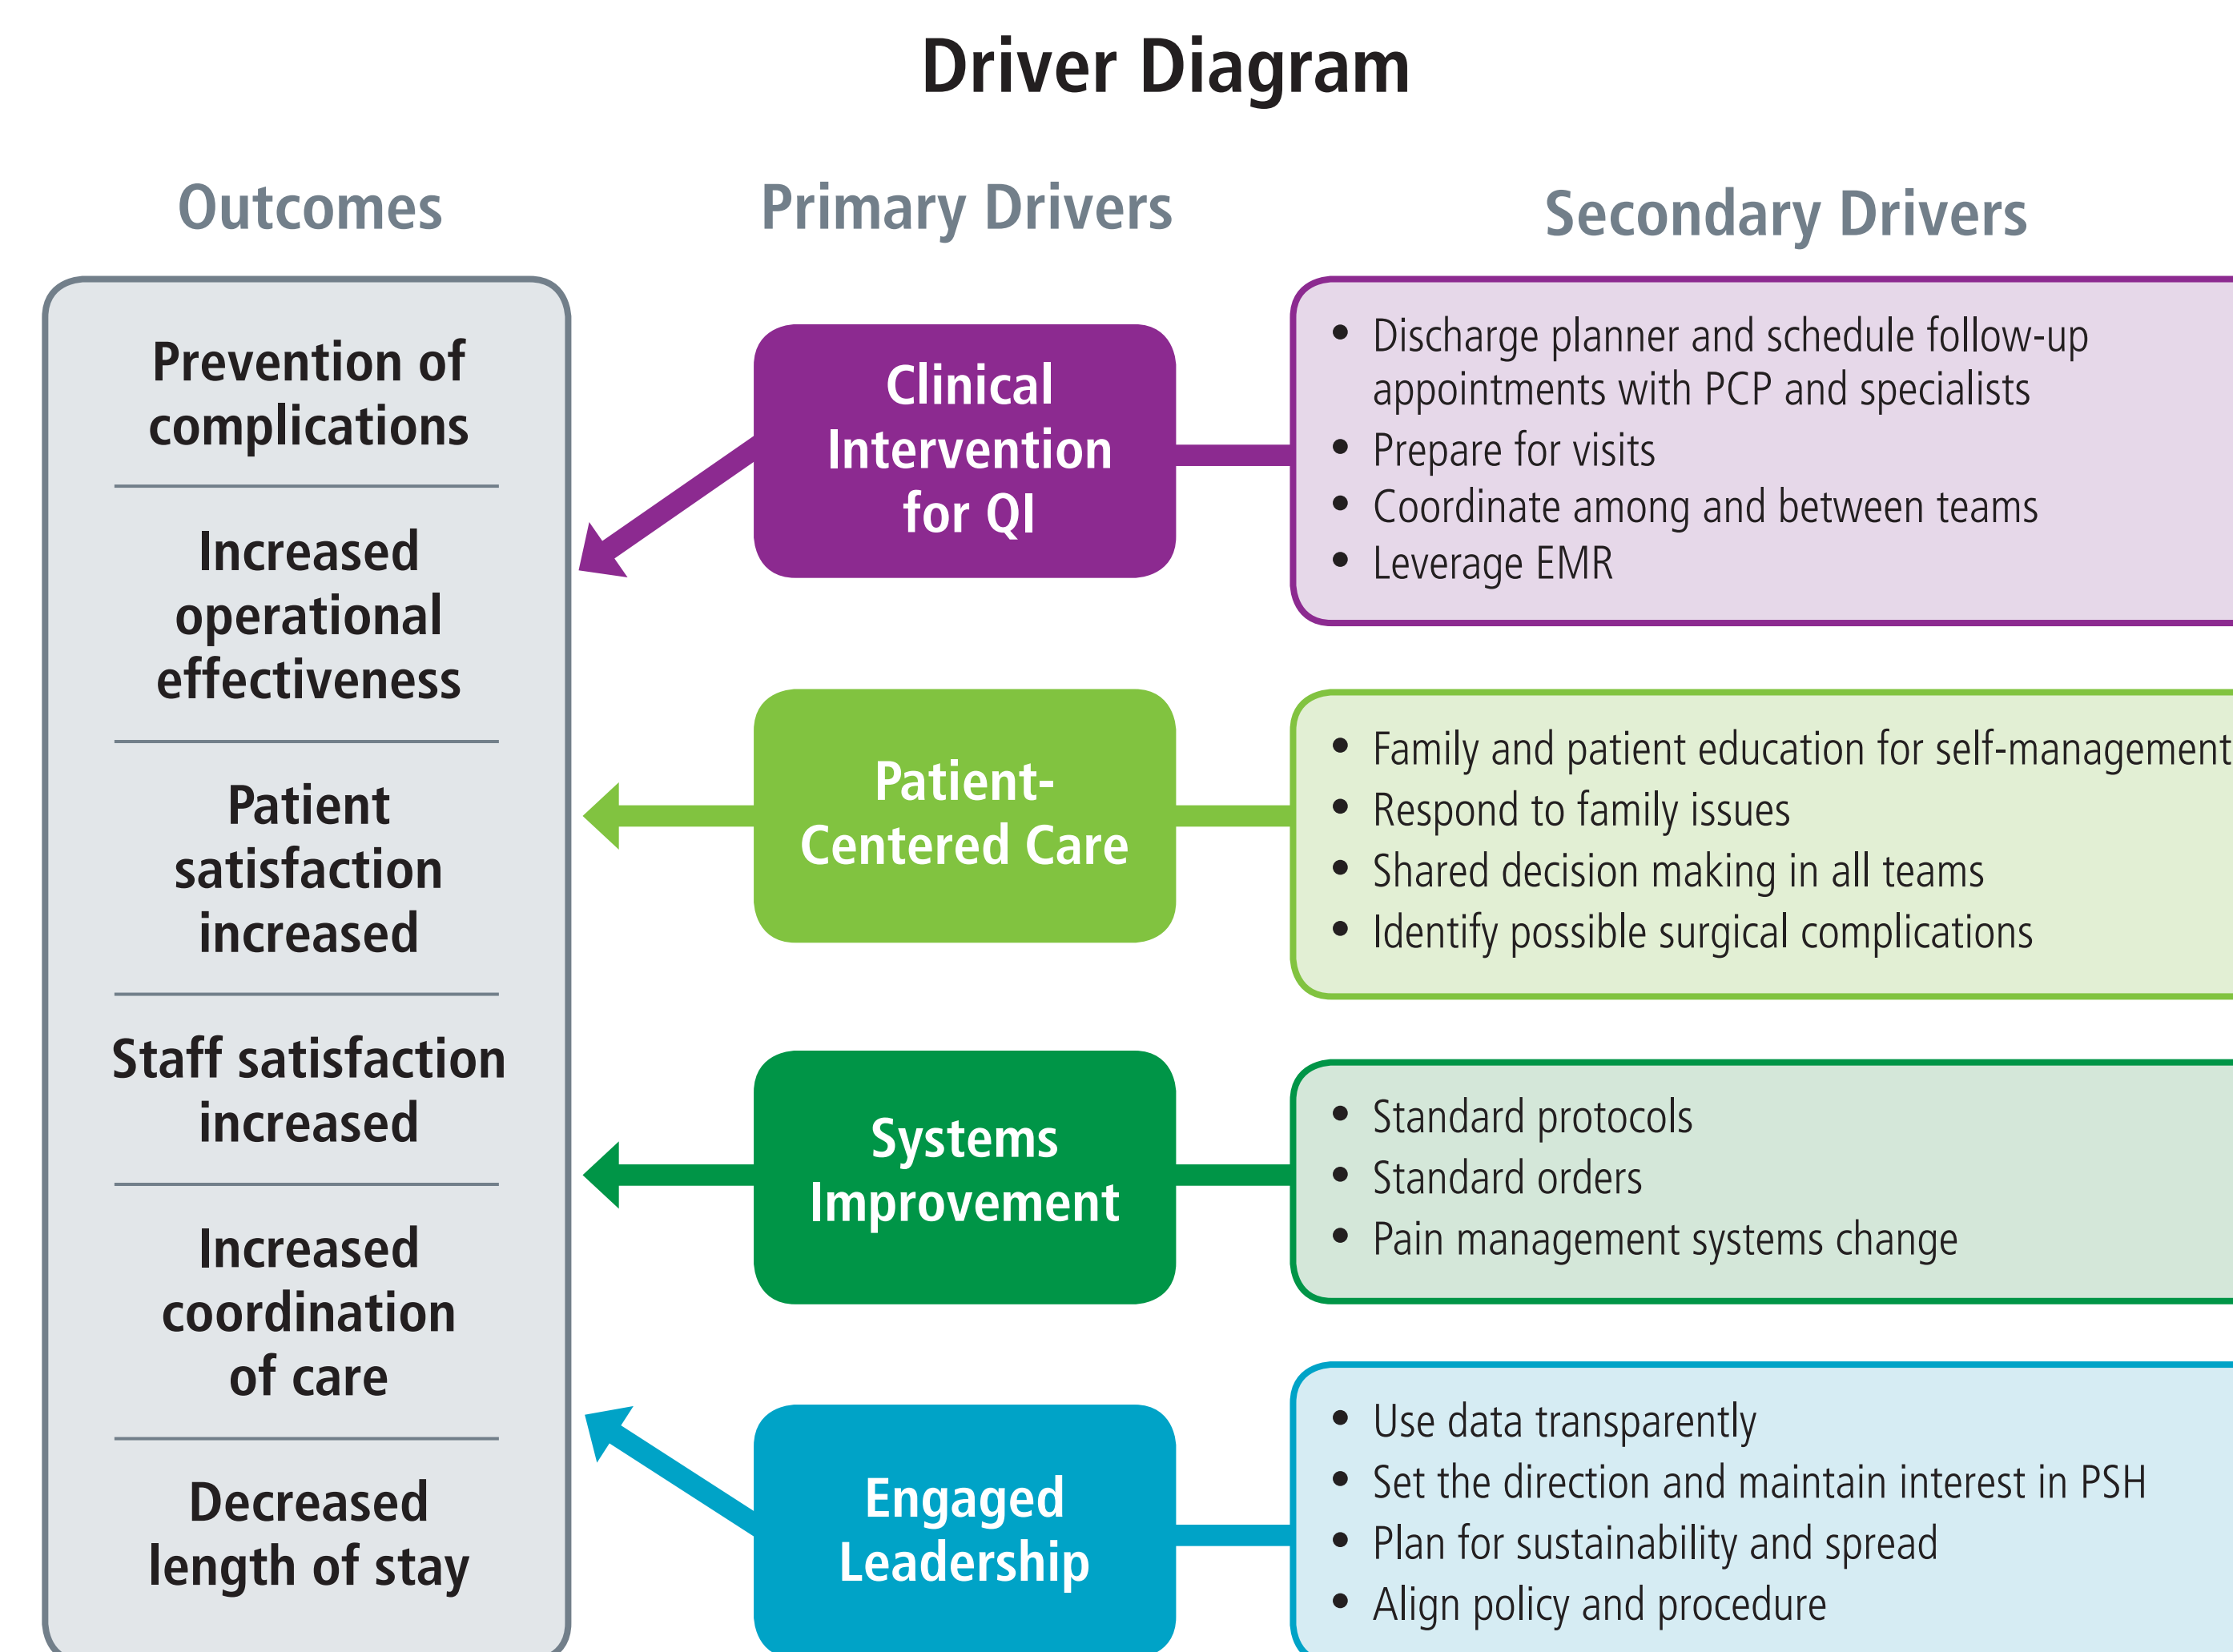 Driver Diagram
Outcomes
Prevention of
complications
Increased
operational
effectiveness
Patient
satisfaction
increased
Staff satisfaction
increased
Increased
coordination
of care
Decreased
length of stay
Primary Drivers
Clinical
Intervention
for QI
Patient-
Centered Care
Systems
Improvement
Engaged
Leadership
Secondary Drivers
• Discharge planner and schedule follow-up
appointments with PCP and specialists
• Prepare for visits
• Coordinate among and between teams
• Leverage EMR
• Family and patient education for self-management
• Respond to family issues
• Shared decision making in all teams
• Identify possible surgical complications
• Standard protocols
• Standard orders
• Pain management systems change
• Use data transparently
• Set the direction and maintain interest in PSH
• Plan for sustainability and spread
• Align policy and procedure